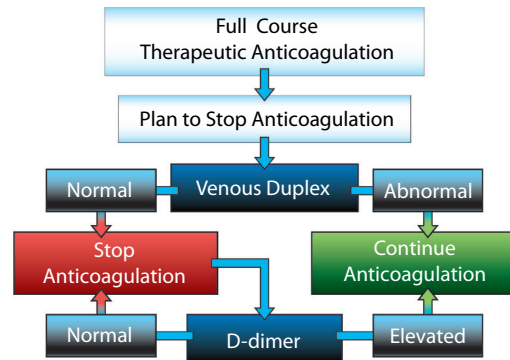 Full Course
Therapeutic Anticoagulation
Plan to Stop Anticoagulation
Normal
Venous Duplex
Abnormal
Stop
Anticoagulation
Continue
Anticoagulation
Normal
D-dimer
Elevated